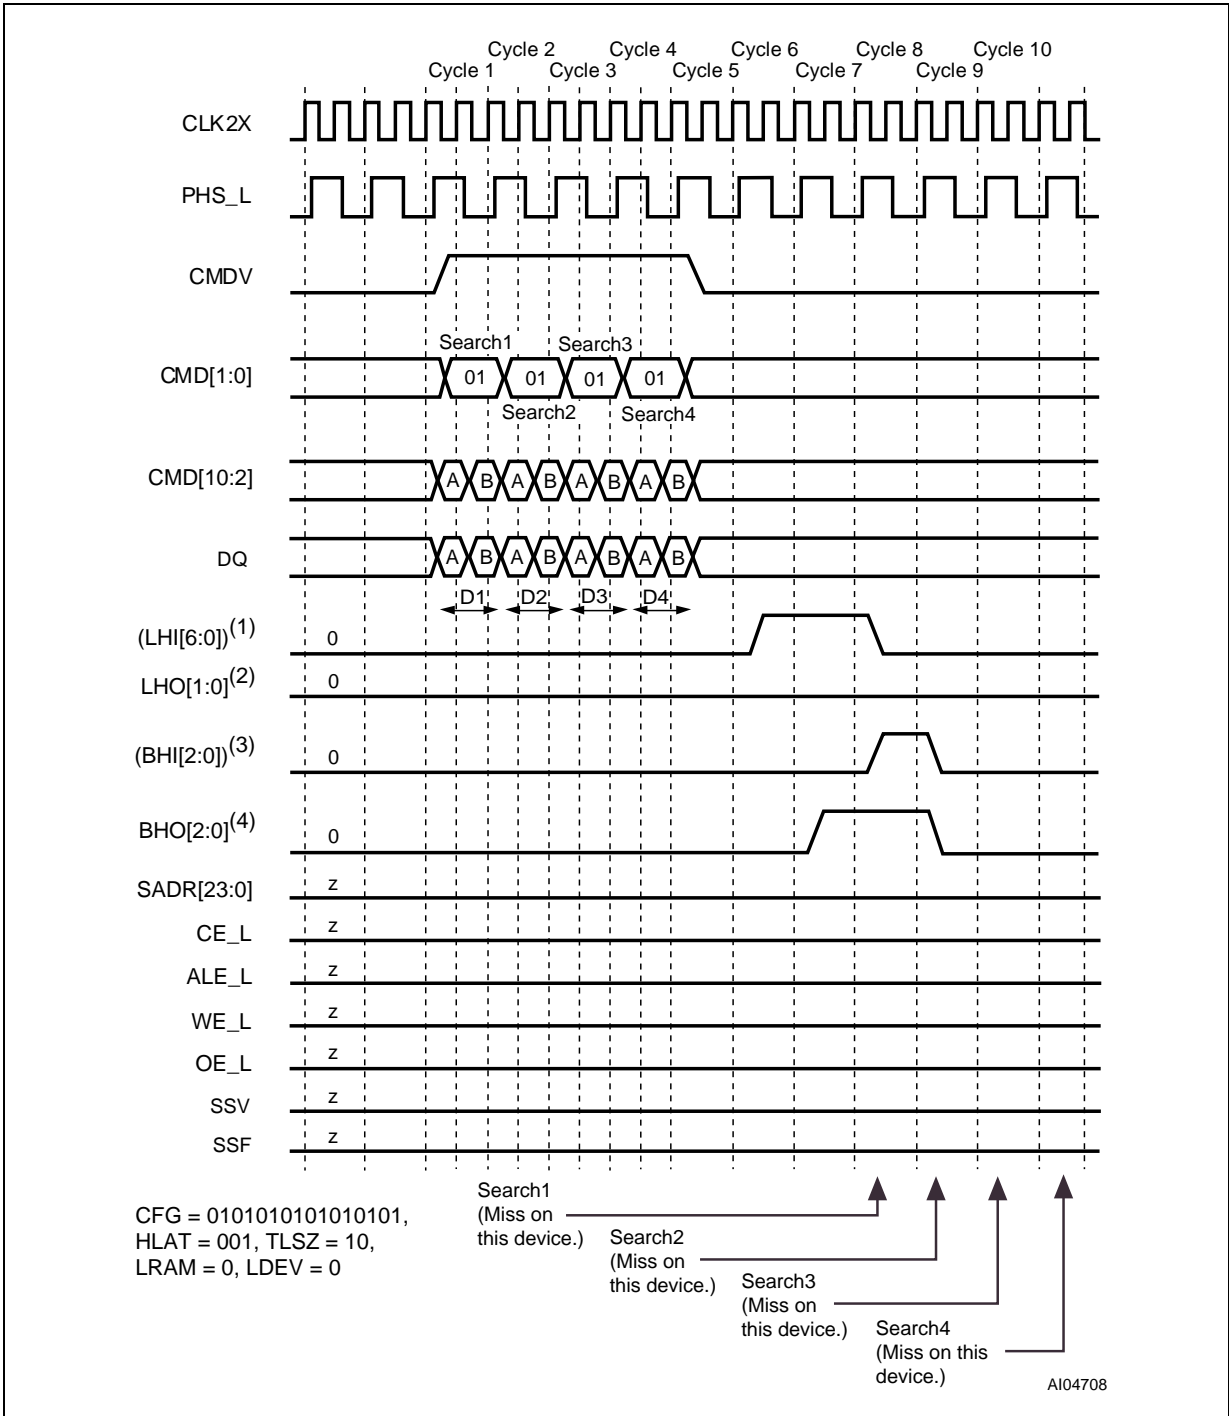 Cycle 2 Cycle 4 Cycle 6 Cycle 8 Cycle 10
Cycle 1 Cycle 3 Cycle 5 Cycle 7 Cycle 9
CLK2X
PHS_L
CMDV
Search1 Search3
CMD[1:0] 01 01 01 01
Search2 Search4
CMD[10:2] A B A B A B A B
DQ A B A B A B A B
D1 D2 D3 D4
(LHI[6:0])(1) 0
LHO[1:0](2) 0
(BHI[2:0])(3) 0
BHO[2:0](4) 0
SADR[23:0] z
CE_L z
ALE_L z
WE_L z
OE_L z
SSV z
SSF z
CFG = 0101010101010101,
HLAT = 001, TLSZ = 10,
LRAM = 0, LDEV = 0
Search1
(Miss on
this device.)
Search2
(Miss on
this device.)
Search3
(Miss on
this device.)
Search4
(Miss on this
device.)
AI04708